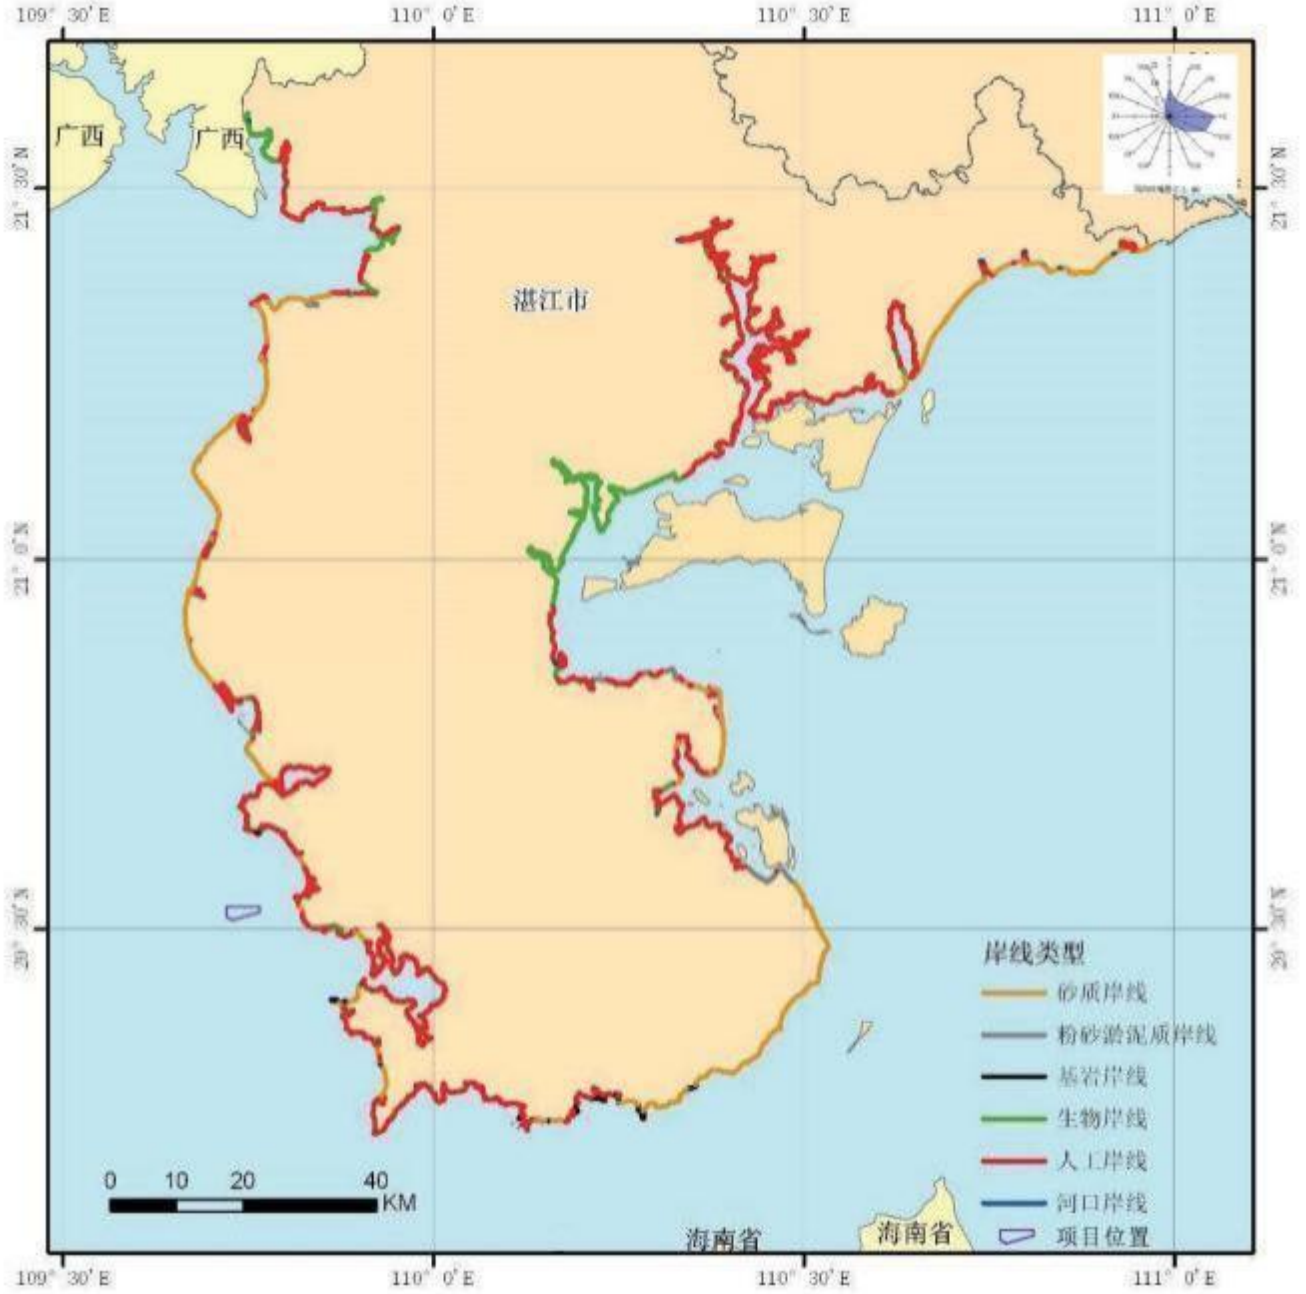 109° 30′ E 110° 0′ E 110° 30′ E 111° 0′ E
广西
广西
21° 30′ N
21° 30′ N
湛江市
21° 0′ N
21° 0′ N
20° 30′ N
20° 30′ N
岸线类型
砂质岸线
粉砂淤泥质岸线
基岩岸线
生物岸线
人工岸线
河口岸线
项目位置
0 10 20 40
KM
海南省
海南省
109° 30′ E 110° 0′ E 110° 30′ E 111° 0′ E